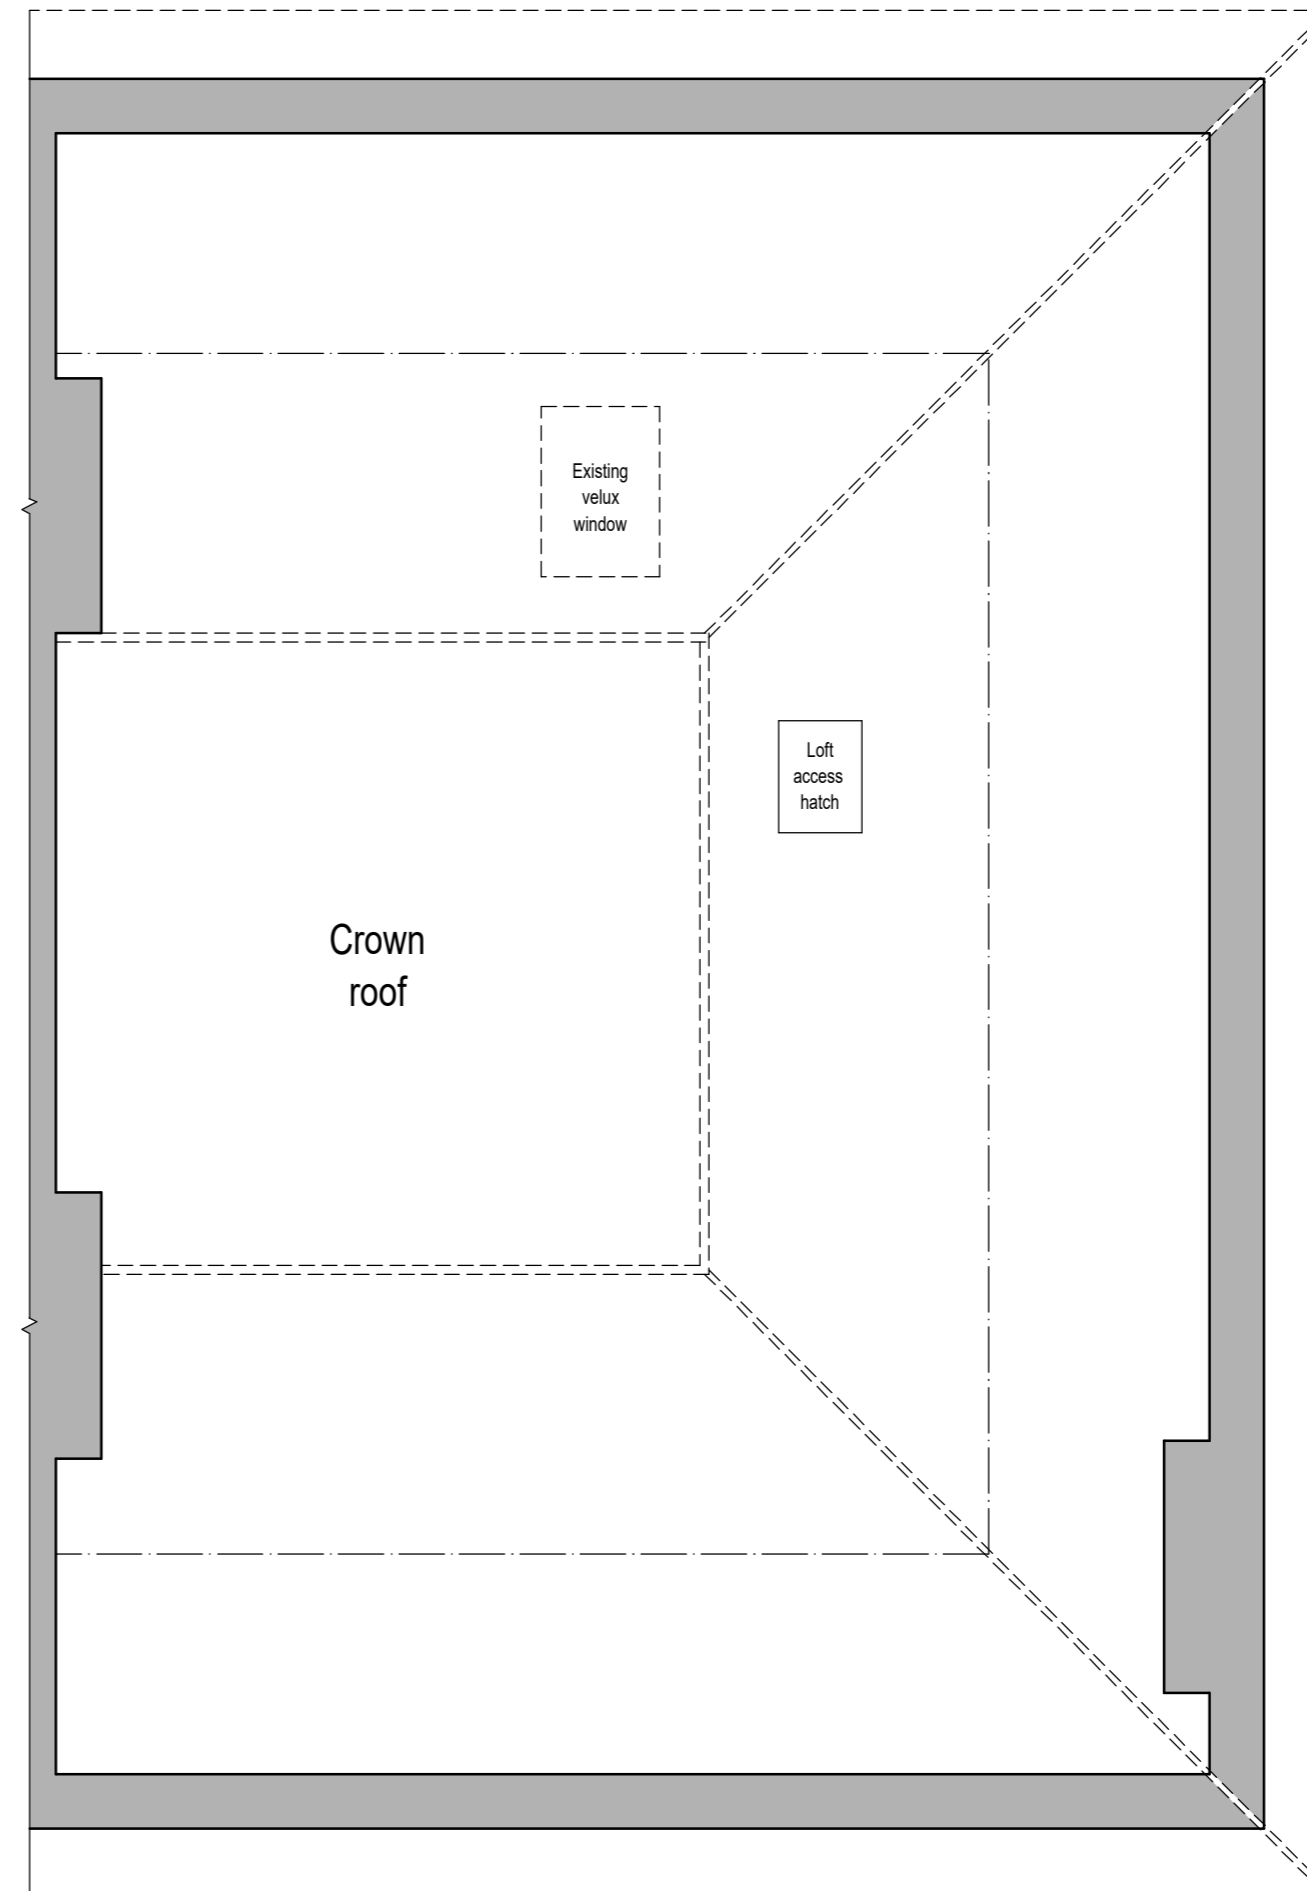 Existing
velux
window
Loft
access
hatch
Crown
roof